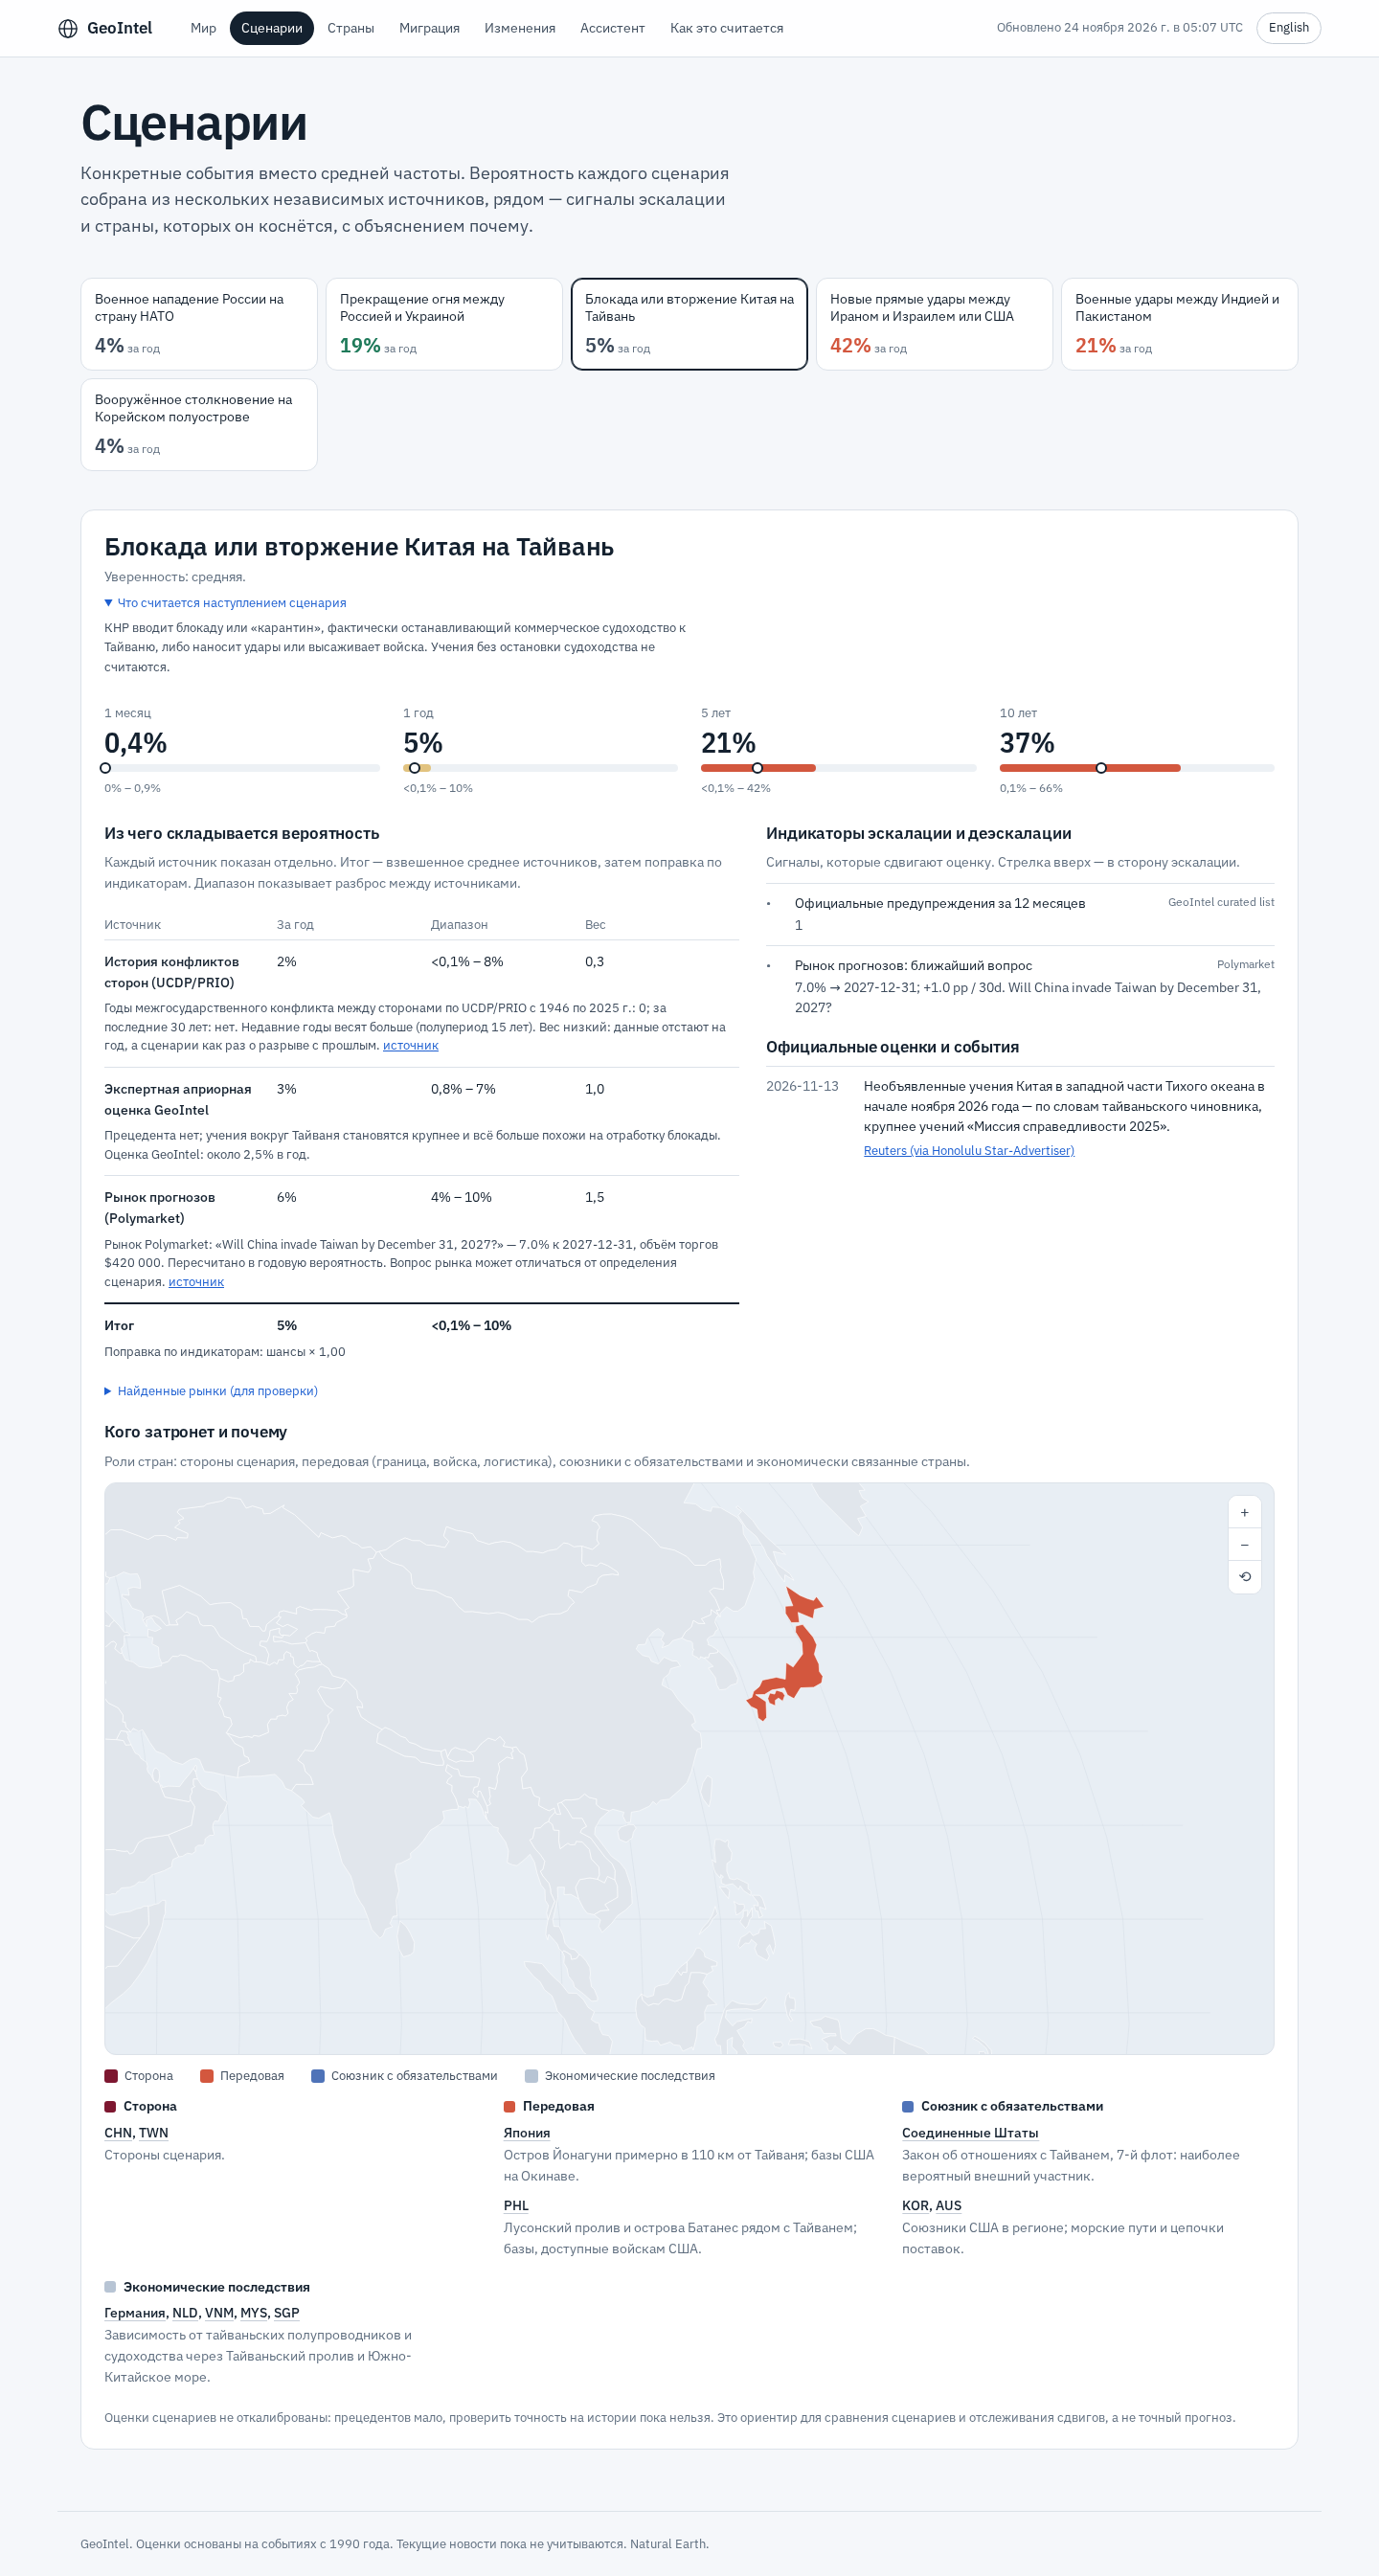 GeoIntel
Мир
Сценарии
Страны
Миграция
Изменения
Ассистент
Как это считается
Обновлено 24 ноября 2026 г. в 05:07 UTC
English
Сценарии
Конкретные события вместо средней частоты. Вероятность каждого сценария
собрана из нескольких независимых источников, рядом — сигналы эскалации
и страны, которых он коснётся, с объяснением почему.
Военное нападение России на
страну НАТО
4% за год
Прекращение огня между
Россией и Украиной
19% за год
Блокада или вторжение Китая на
Тайвань
5% за год
Новые прямые удары между
Ираном и Израилем или США
42% за год
Военные удары между Индией и
Пакистаном
21% за год
Вооружённое столкновение на
Корейском полуострове
4% за год
Блокада или вторжение Китая на Тайвань
Уверенность: средняя.
▼ Что считается наступлением сценария
КНР вводит блокаду или «карантин», фактически останавливающий коммерческое судоходство к
Тайваню, либо наносит удары или высаживает войска. Учения без остановки судоходства не
считаются.
1 месяц
0,4%
0% – 0,9%
1 год
5%
<0,1% – 10%
5 лет
21%
<0,1% – 42%
10 лет
37%
0,1% – 66%
Из чего складывается вероятность
Каждый источник показан отдельно. Итог — взвешенное среднее источников, затем поправка по
индикаторам. Диапазон показывает разброс между источниками.
Источник За год Диапазон Вес
История конфликтов
сторон (UCDP/PRIO)
2% <0,1% – 8% 0,3
Годы межгосударственного конфликта между сторонами по UCDP/PRIO с 1946 по 2025 г.: 0; за
последние 30 лет: нет. Недавние годы весят больше (полупериод 15 лет). Вес низкий: данные отстают на
год, а сценарии как раз о разрыве с прошлым. источник
Экспертная априорная
оценка GeoIntel
3% 0,8% – 7% 1,0
Прецедента нет; учения вокруг Тайваня становятся крупнее и всё больше похожи на отработку блокады.
Оценка GeoIntel: около 2,5% в год.
Рынок прогнозов
(Polymarket)
6% 4% – 10% 1,5
Рынок Polymarket: «Will China invade Taiwan by December 31, 2027?» — 7.0% к 2027-12-31, объём торгов
$420 000. Пересчитано в годовую вероятность. Вопрос рынка может отличаться от определения
сценария. источник
Итог 5% <0,1% – 10%
Поправка по индикаторам: шансы × 1,00
▶ Найденные рынки (для проверки)
Индикаторы эскалации и деэскалации
Сигналы, которые сдвигают оценку. Стрелка вверх — в сторону эскалации.
· Официальные предупреждения за 12 месяцев GeoIntel curated list
1
· Рынок прогнозов: ближайший вопрос Polymarket
7.0% → 2027-12-31; +1.0 pp / 30d. Will China invade Taiwan by December 31,
2027?
Официальные оценки и события
2026-11-13 Необъявленные учения Китая в западной части Тихого океана в
начале ноября 2026 года — по словам тайваньского чиновника,
крупнее учений «Миссия справедливости 2025».
Reuters (via Honolulu Star-Advertiser)
Кого затронет и почему
Роли стран: стороны сценария, передовая (граница, войска, логистика), союзники с обязательствами и экономически связанные страны.
+
−
⟲
Сторона Передовая Союзник с обязательствами Экономические последствия
Сторона
CHN, TWN
Стороны сценария.
Передовая
Япония
Остров Йонагуни примерно в 110 км от Тайваня; базы США
на Окинаве.
PHL
Лусонский пролив и острова Батанес рядом с Тайванем;
базы, доступные войскам США.
Союзник с обязательствами
Соединенные Штаты
Закон об отношениях с Тайванем, 7-й флот: наиболее
вероятный внешний участник.
KOR, AUS
Союзники США в регионе; морские пути и цепочки
поставок.
Экономические последствия
Германия, NLD, VNM, MYS, SGP
Зависимость от тайваньских полупроводников и
судоходства через Тайваньский пролив и Южно-
Китайское море.
Оценки сценариев не откалиброваны: прецедентов мало, проверить точность на истории пока нельзя. Это ориентир для сравнения сценариев и отслеживания сдвигов, а не точный прогноз.
GeoIntel. Оценки основаны на событиях с 1990 года. Текущие новости пока не учитываются. Natural Earth.